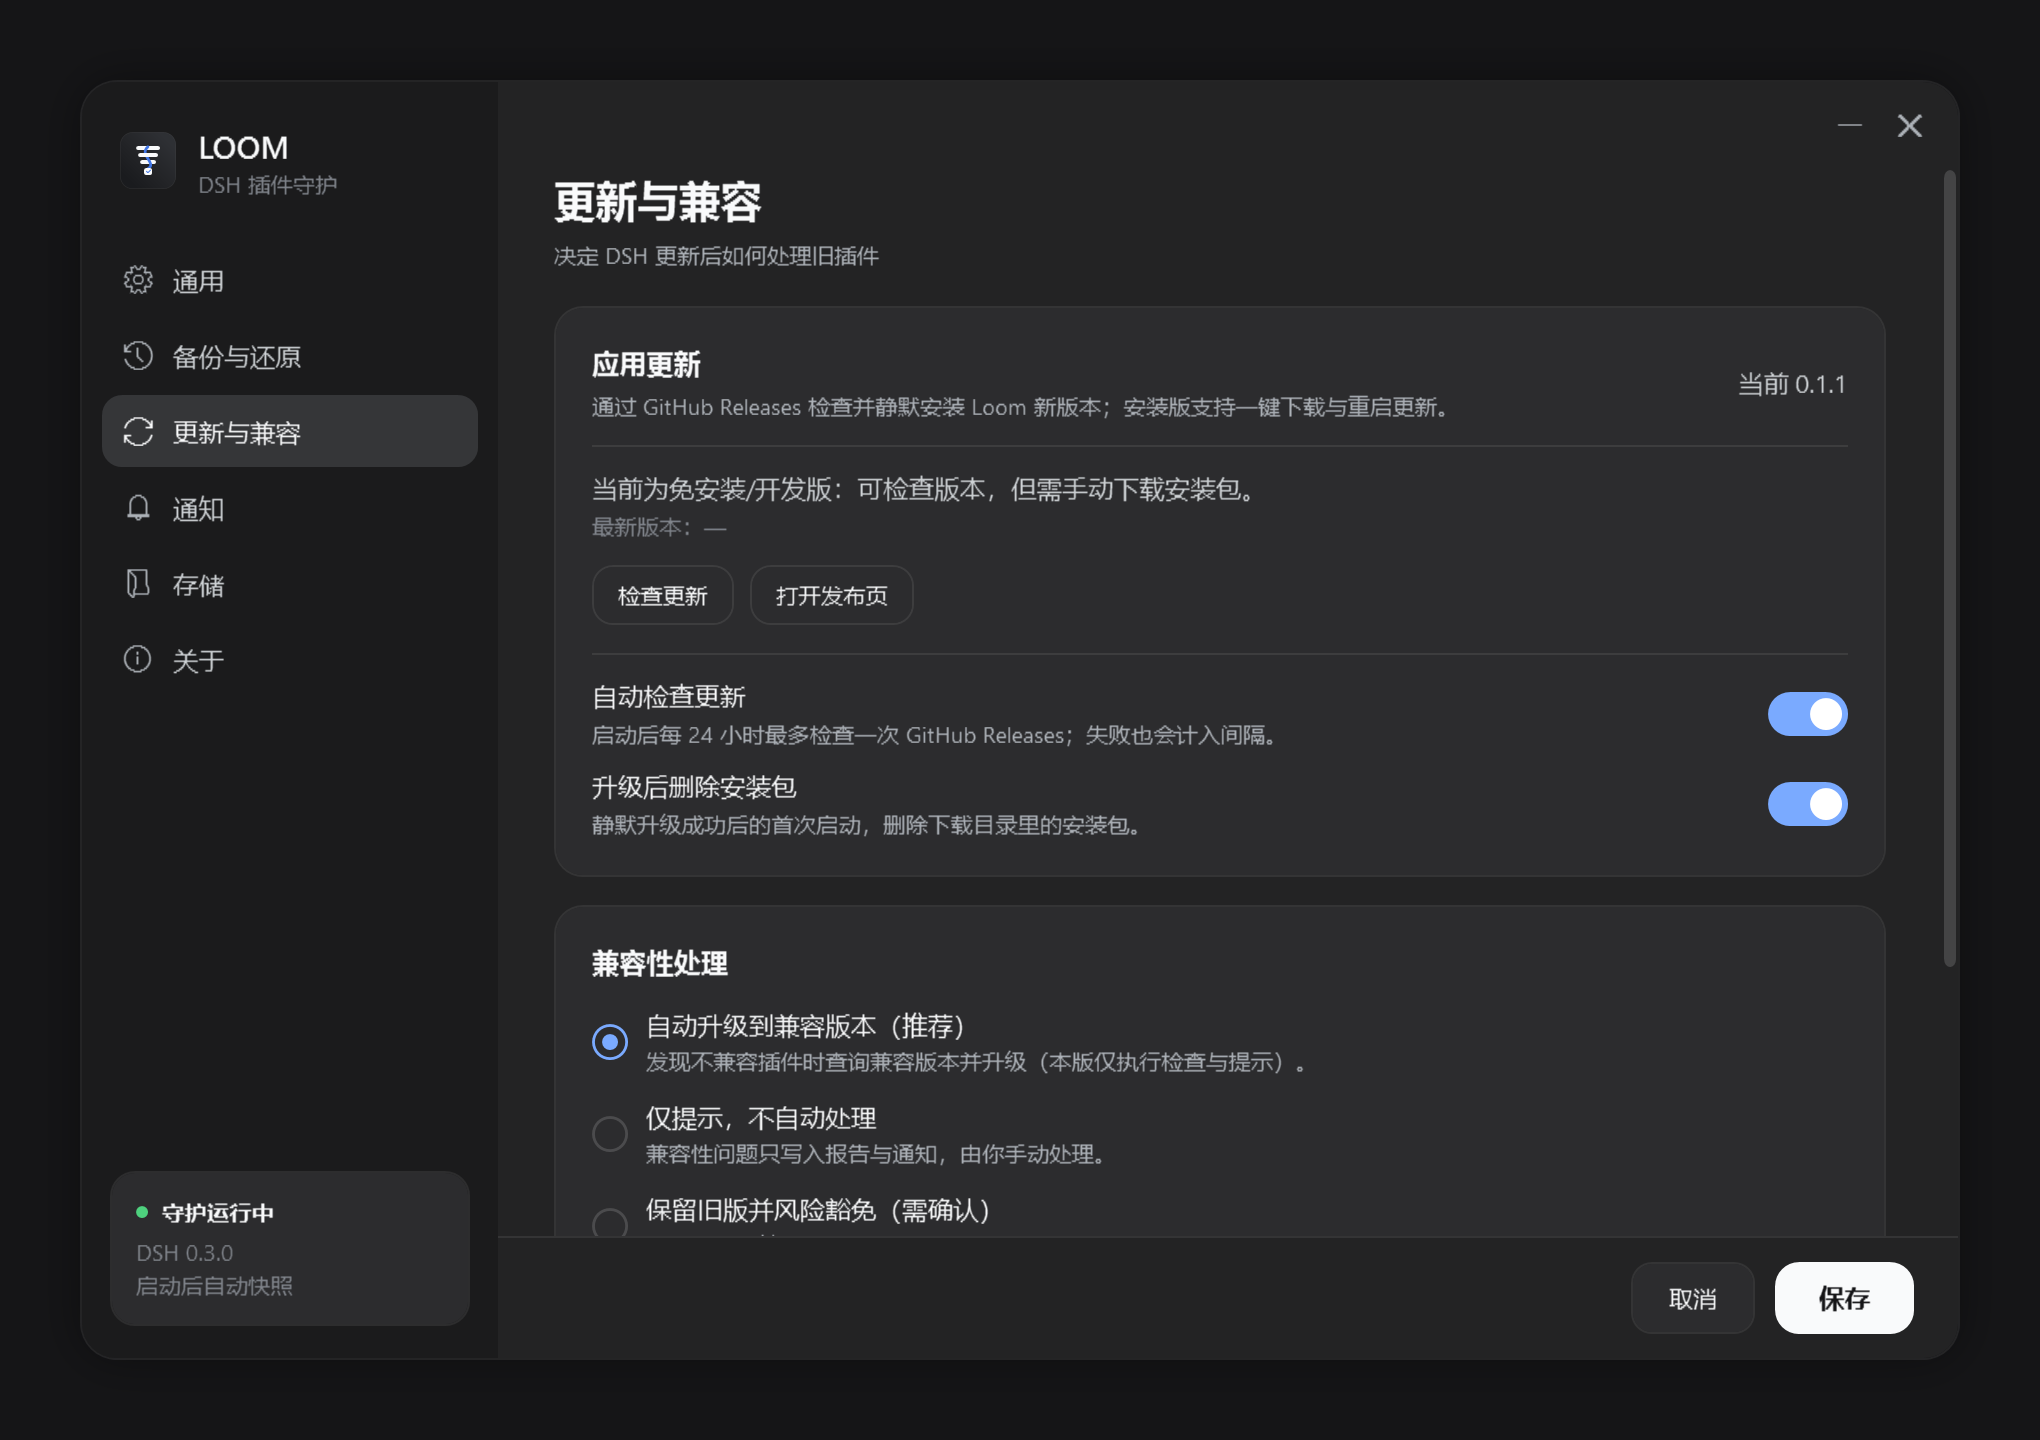 LOOM
DSH 插件守护
通用
备份与还原
更新与兼容
通知
存储
关于
守护运行中
DSH 0.3.0
启动后自动快照
更新与兼容
决定 DSH 更新后如何处理旧插件
应用更新
通过 GitHub Releases 检查并静默安装 Loom 新版本；安装版支持一键下载与重启更新。
当前 0.1.1
当前为免安装/开发版：可检查版本，但需手动下载安装包。
最新版本：—
检查更新
打开发布页
自动检查更新
启动后每 24 小时最多检查一次 GitHub Releases；失败也会计入间隔。
升级后删除安装包
静默升级成功后的首次启动，删除下载目录里的安装包。
兼容性处理
自动升级到兼容版本（推荐）
发现不兼容插件时查询兼容版本并升级（本版仅执行检查与提示）。
仅提示，不自动处理
兼容性问题只写入报告与通知，由你手动处理。
保留旧版并风险豁免（需确认）
取消
保存